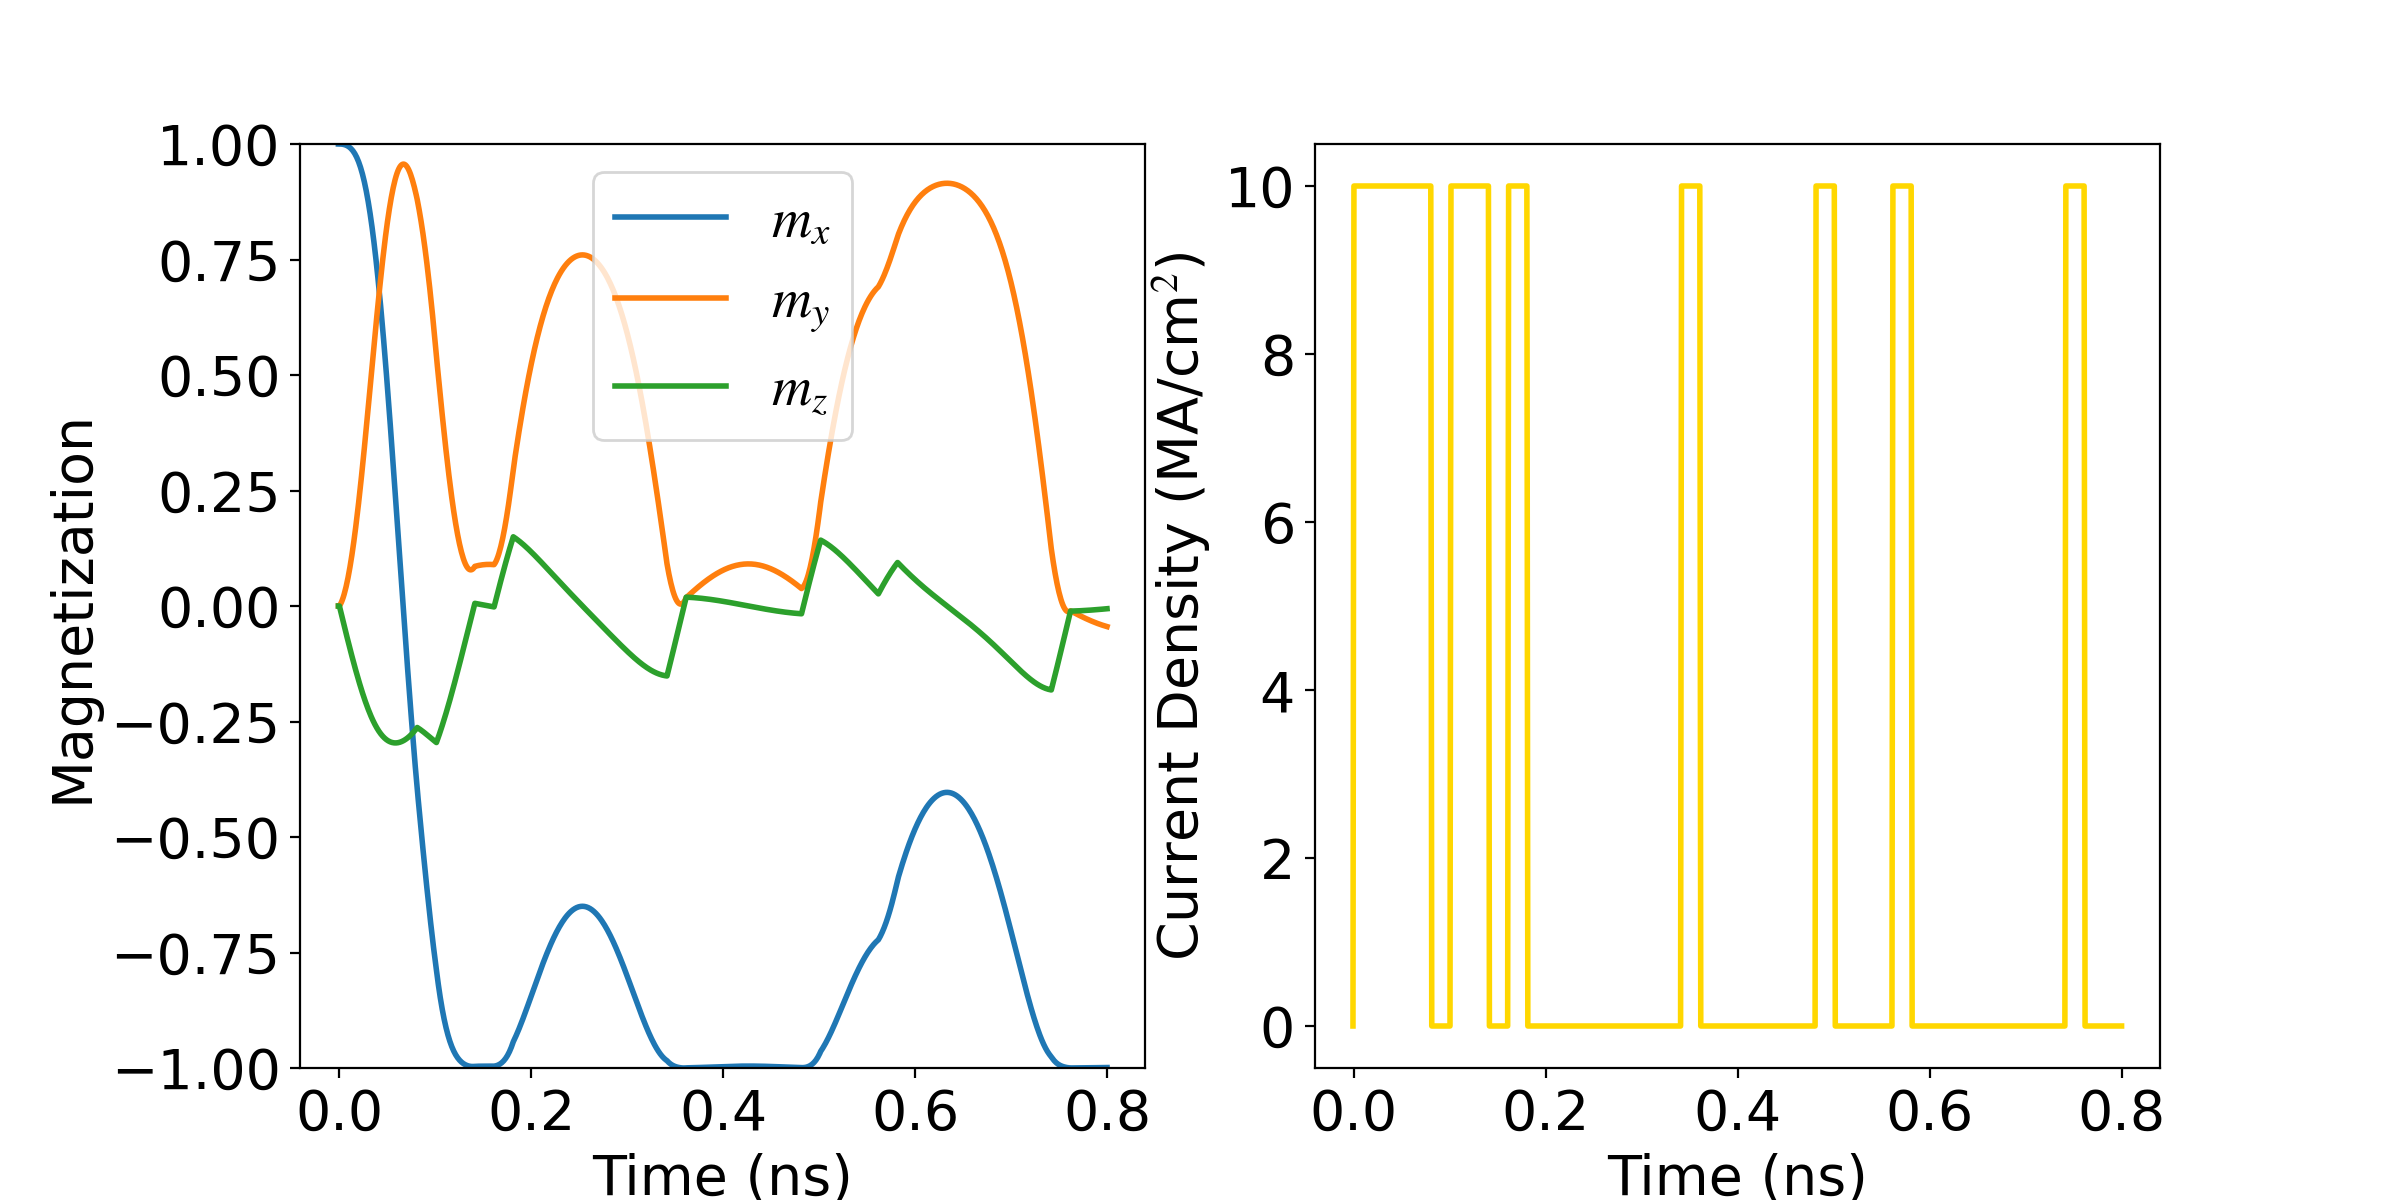 Magnetization
1.00
0.75
0.50
0.25
0.00
−0.25
−0.50
−0.75
−1.00
0.0 0.2 0.4 0.6 0.8
Time (ns)
m_x
m_y
m_z
Current Density (MA/cm²)
10
8
6
4
2
0
0.0 0.2 0.4 0.6 0.8
Time (ns)